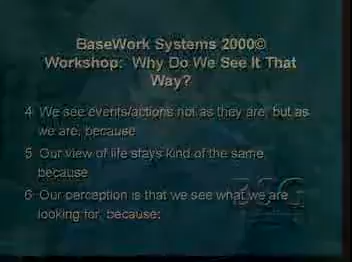 BaseWork Systems 2000©
Workshop: Why Do We See It That
Way?
4 We see events/actions not as they are, but as
we are, because
5 Our view of life stays kind of the same
because
6 Our perception is that we see what we are
looking for, because: